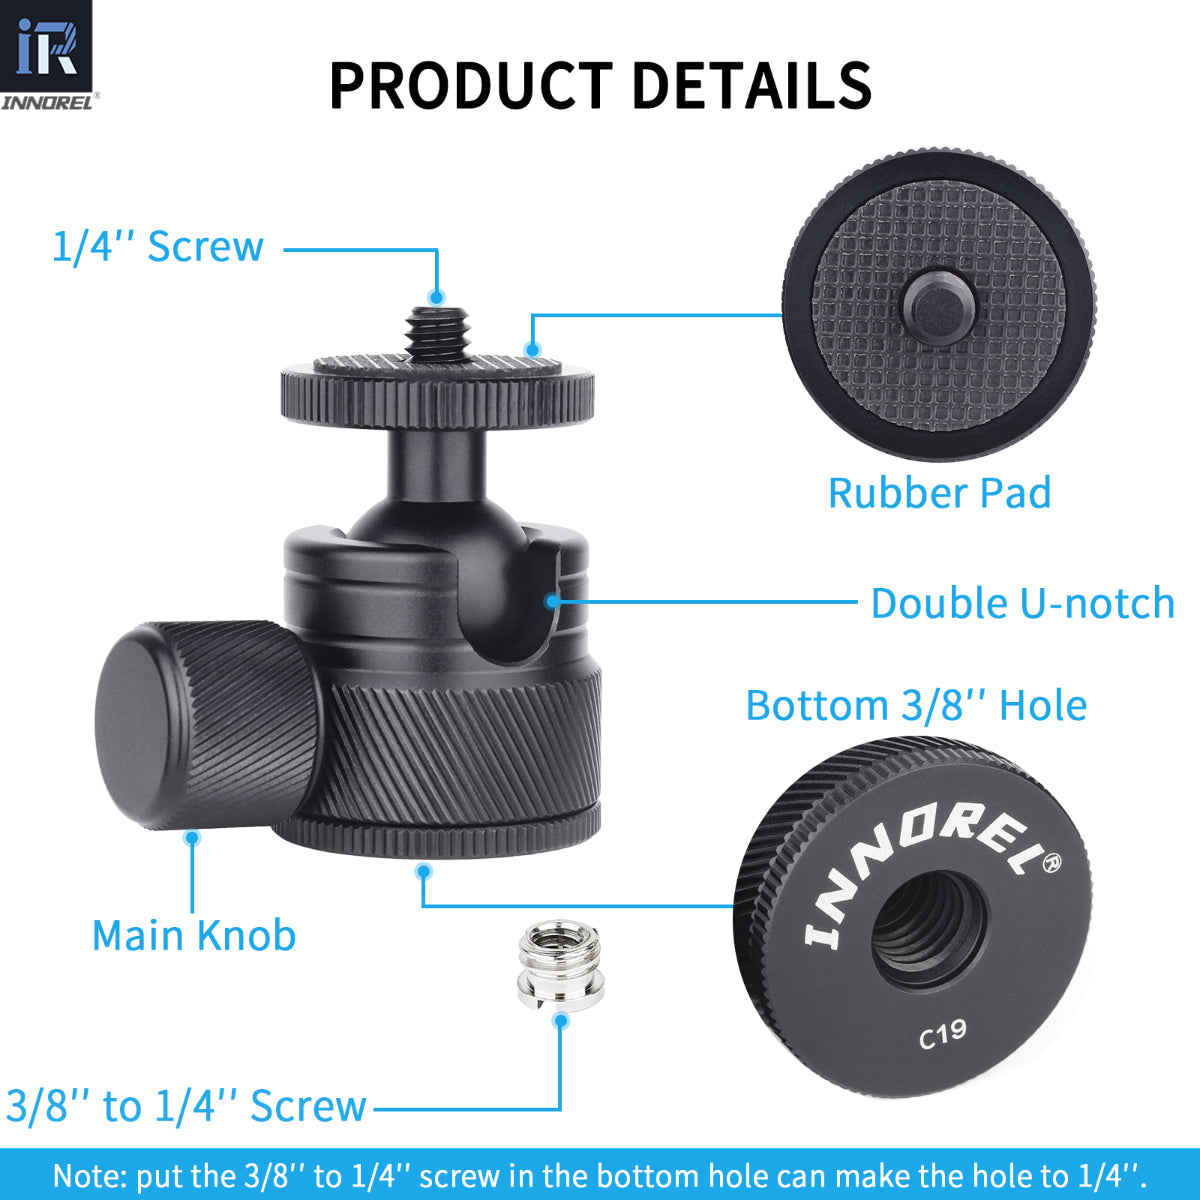 iR
INNOREL®
PRODUCT DETAILS
1/4'' Screw
Rubber Pad
Double U-notch
Bottom 3/8'' Hole
INNOREL®
C19
Main Knob
3/8'' to 1/4'' Screw
Note: put the 3/8'' to 1/4'' screw in the bottom hole can make the hole to 1/4''.